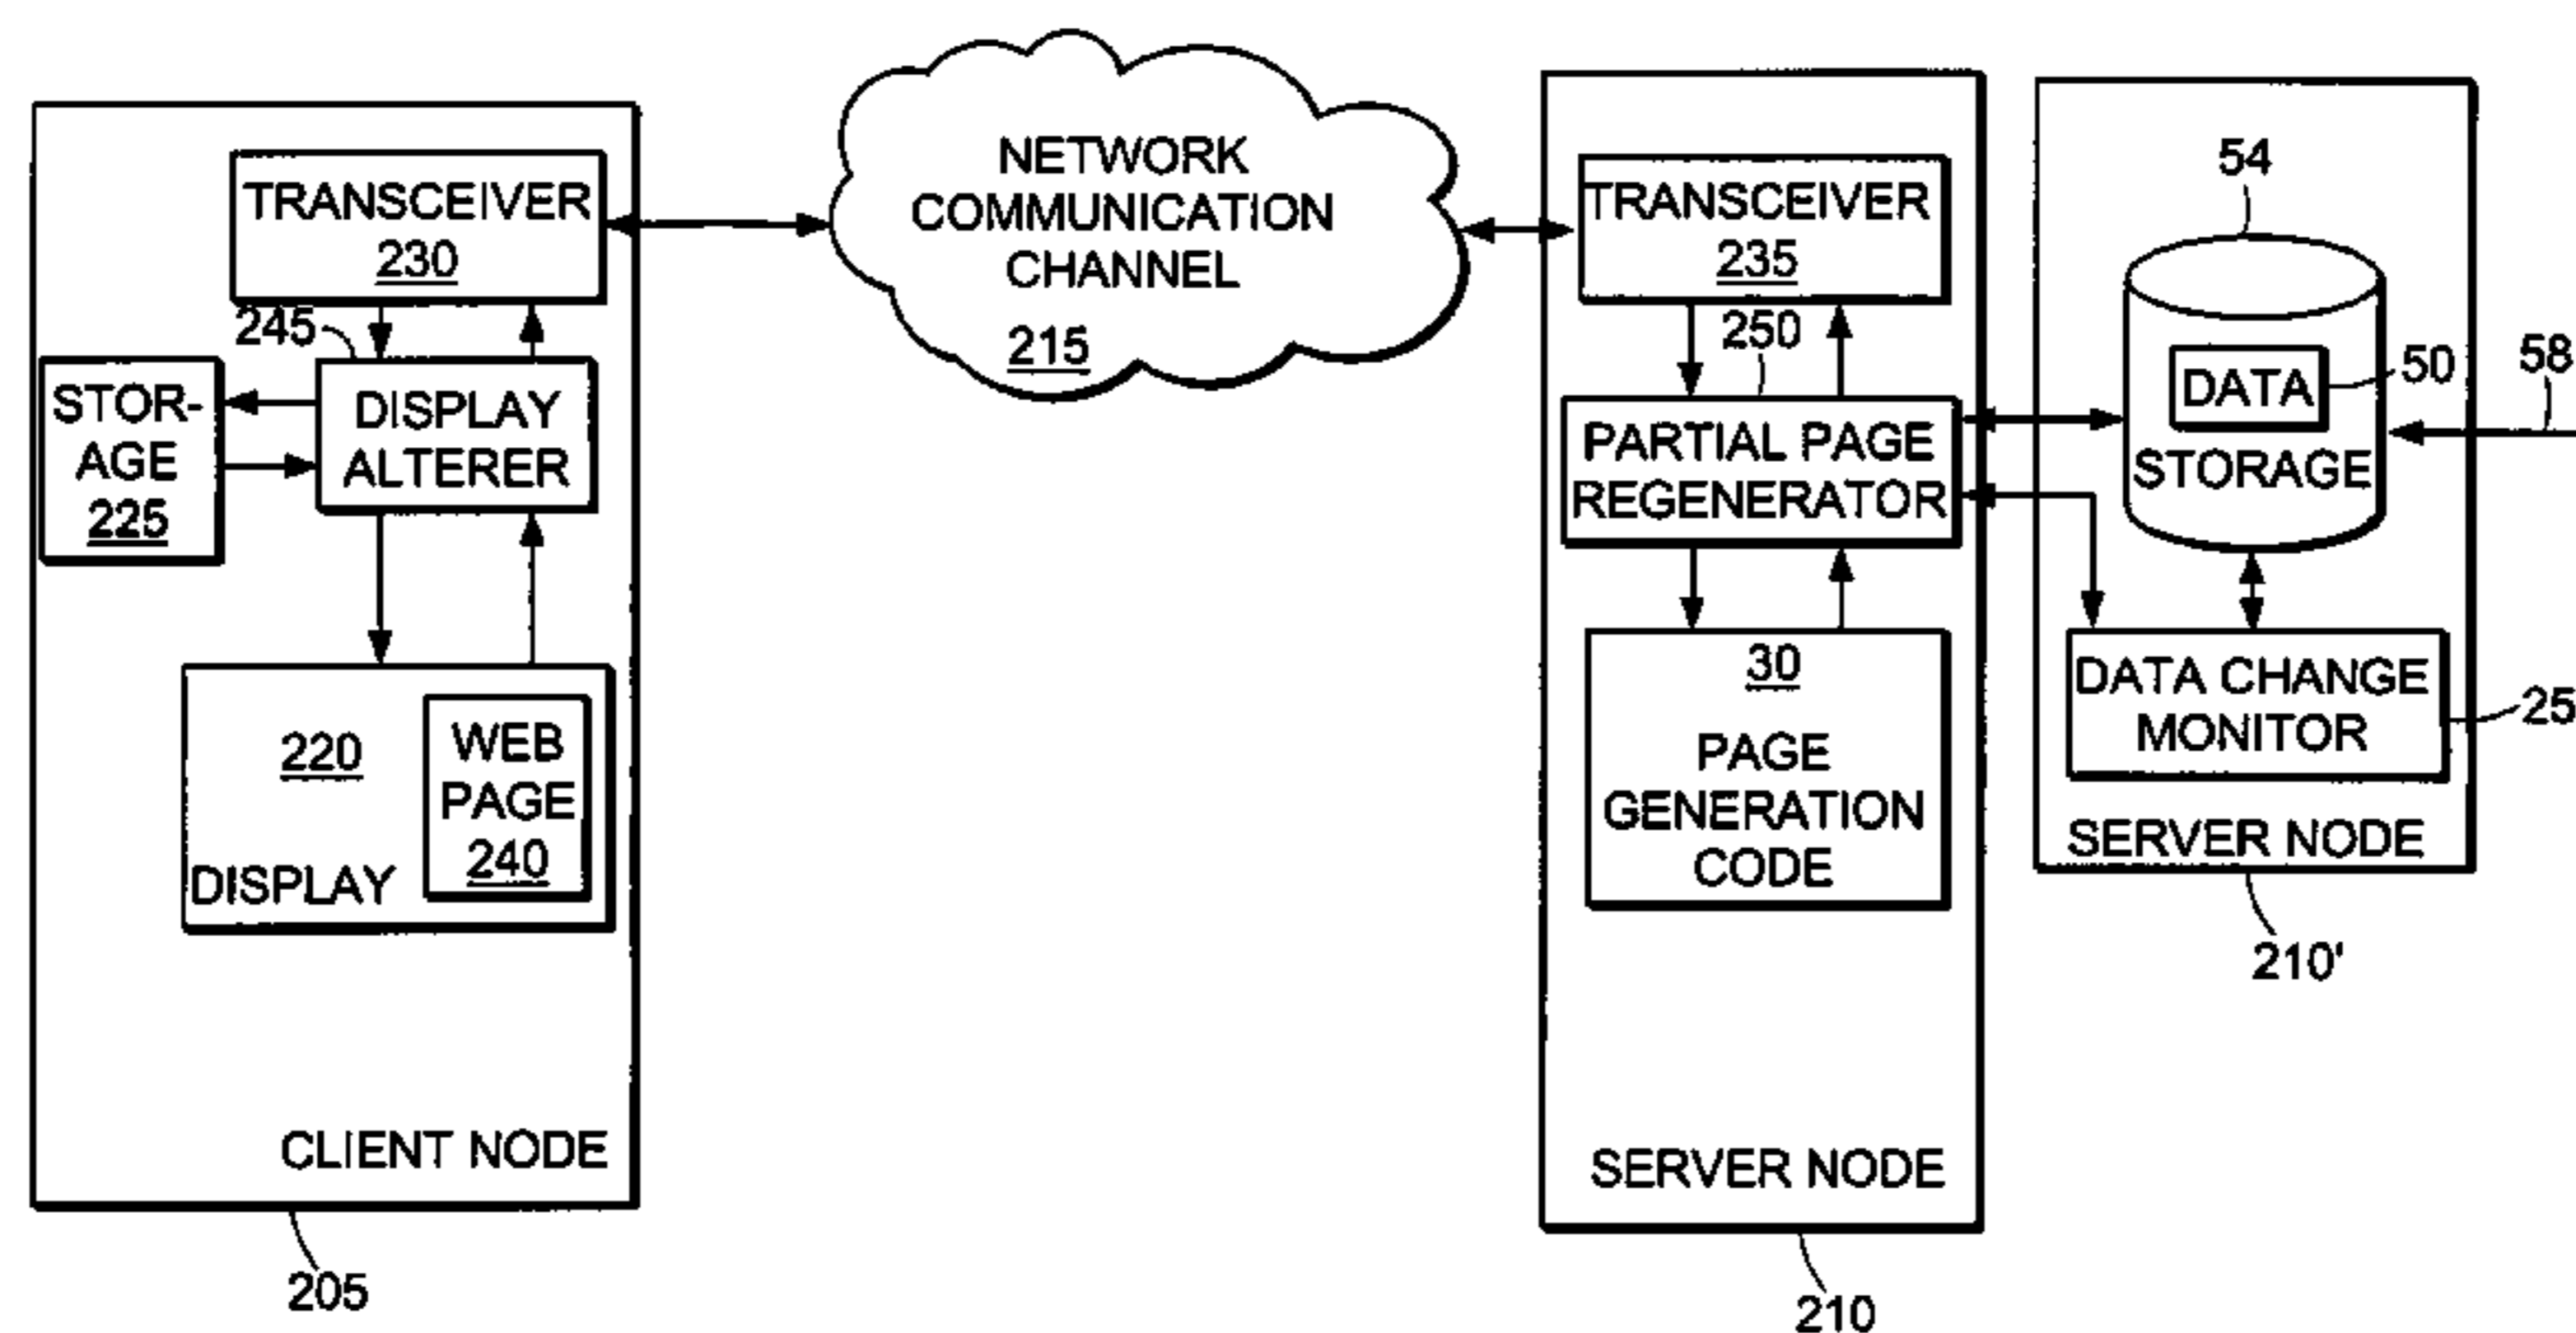 TRANSCEIVER
230
245
STOR-
AGE
225
DISPLAY
ALTERER
220
DISPLAY
WEB
PAGE
240
CLIENT NODE
205
NETWORK
COMMUNICATION
CHANNEL
215
TRANSCEIVER
235
250
PARTIAL PAGE
REGENERATOR
30
PAGE
GENERATION
CODE
SERVER NODE
210
54
DATA
50
STORAGE
58
DATA CHANGE
MONITOR
25
SERVER NODE
210'